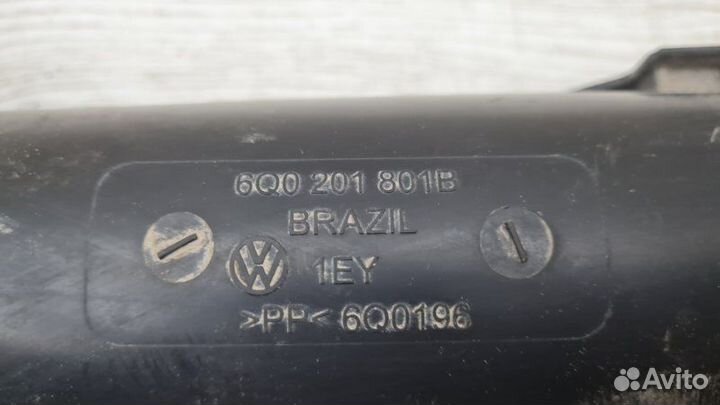 6Q0 201 801B
BRAZIL
1EY
>PP< 6Q0196
Avito